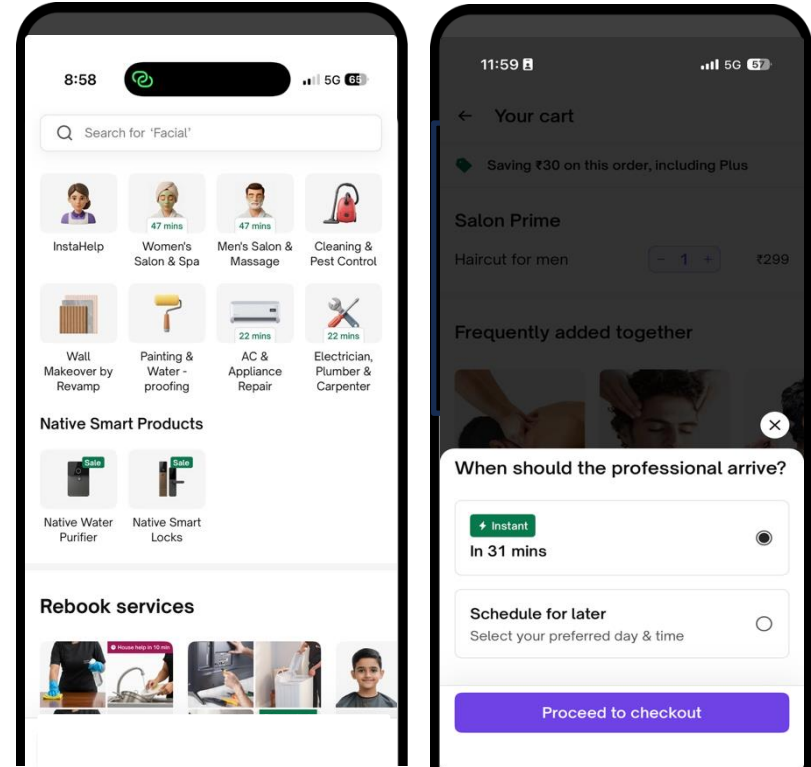 8:58
5G 65
Search for ‘Facial’
47 mins
47 mins
InstaHelp
Women's
Salon & Spa
Men's Salon &
Massage
Cleaning &
Pest Control
22 mins
22 mins
Wall
Makeover by
Revamp
Painting &
Water -
proofing
AC &
Appliance
Repair
Electrician,
Plumber &
Carpenter
Native Smart Products
Sale
Sale
Native Water
Purifier
Native Smart
Locks
Rebook services
House help in 10 min
11:59
5G 57
Your cart
Saving ₹30 on this order, including Plus
Salon Prime
Haircut for men
- 1 +
₹299
Frequently added together
When should the professional arrive?
Instant
In 31 mins
Schedule for later
Select your preferred day & time
Proceed to checkout